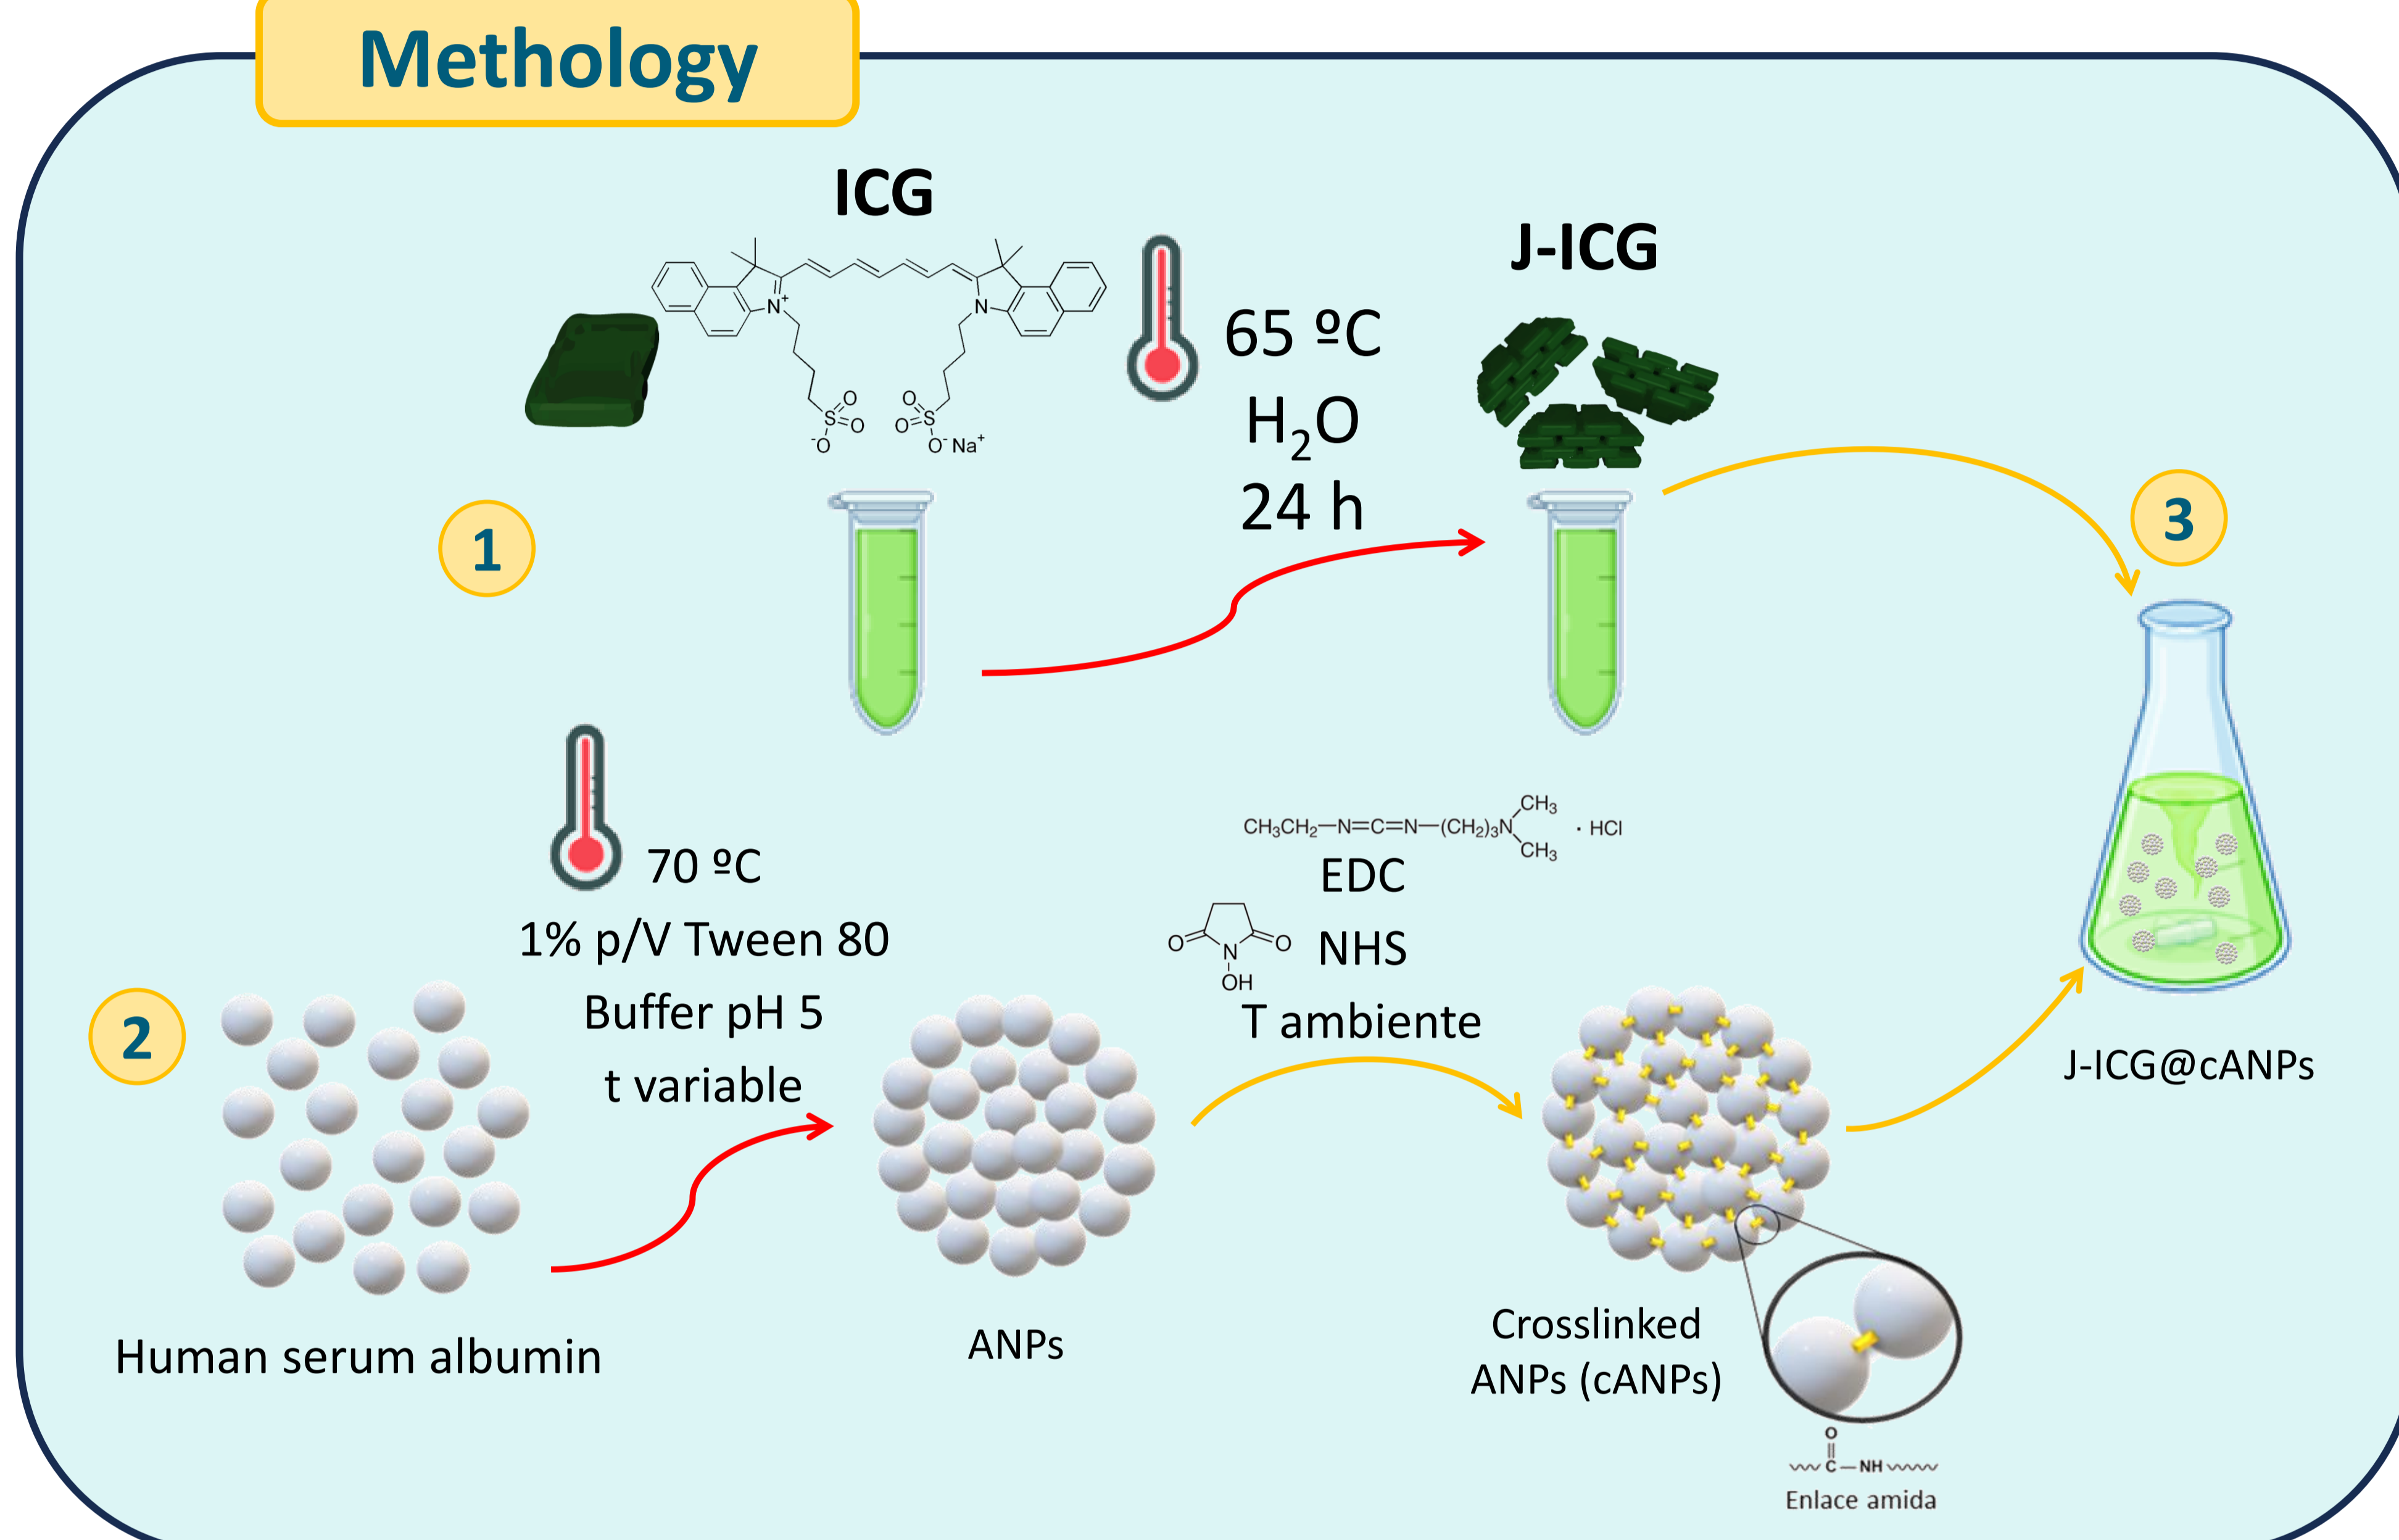 Methology
ICG
N+
N
S
O
O
-O
O
O
S
O- Na+
65 ºC
H2O
24 h
J-ICG
1
3
70 ºC
1% p/V Tween 80
Buffer pH 5
t variable
CH3CH2—N=C=N—(CH2)3N
CH3
CH3
· HCl
EDC
O
N
O
OH
NHS
T ambiente
2
J-ICG@cANPs
Human serum albumin
ANPs
Crosslinked
ANPs (cANPs)
O
C—NH
Enlace amida